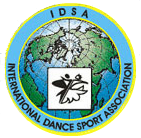 IDSA
INTERNATIONAL DANCE SPORT ASSOCIATION